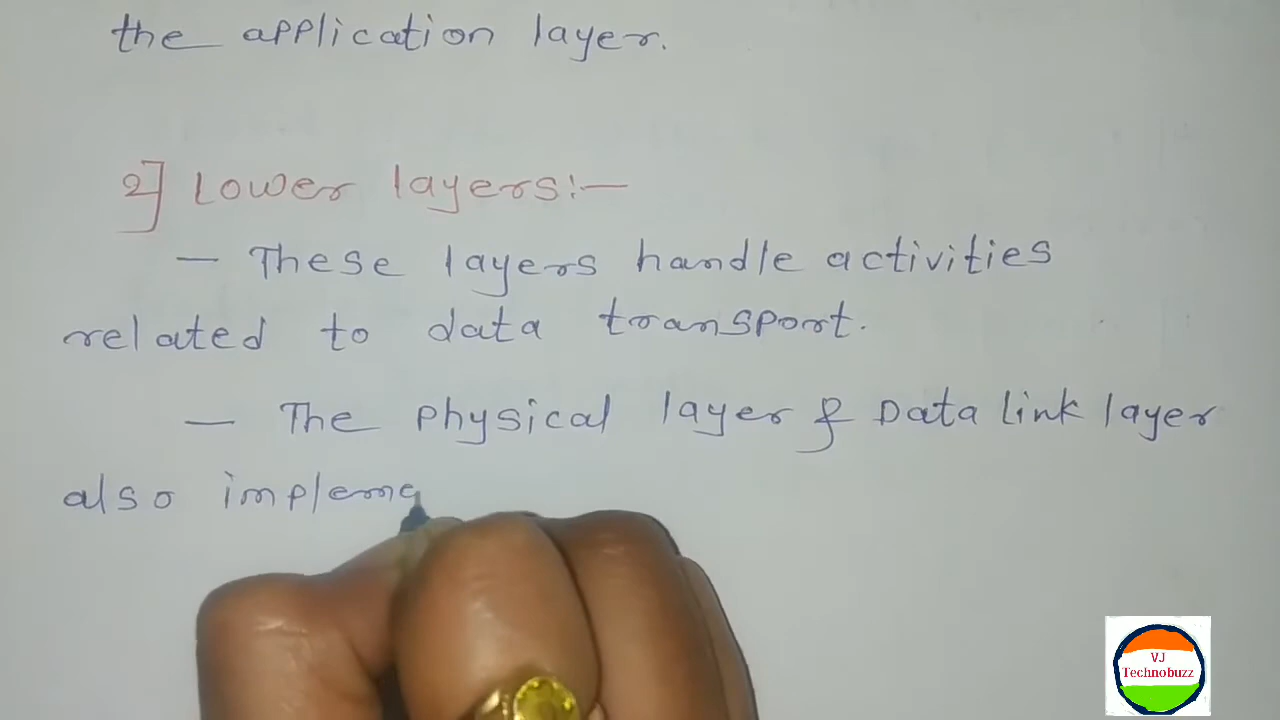 the application layer.
2] Lower layers:-
- These layers handle activities
related to data transport.
- The Physical layer & Data link layer
also impleme
VJ
Technobuzz